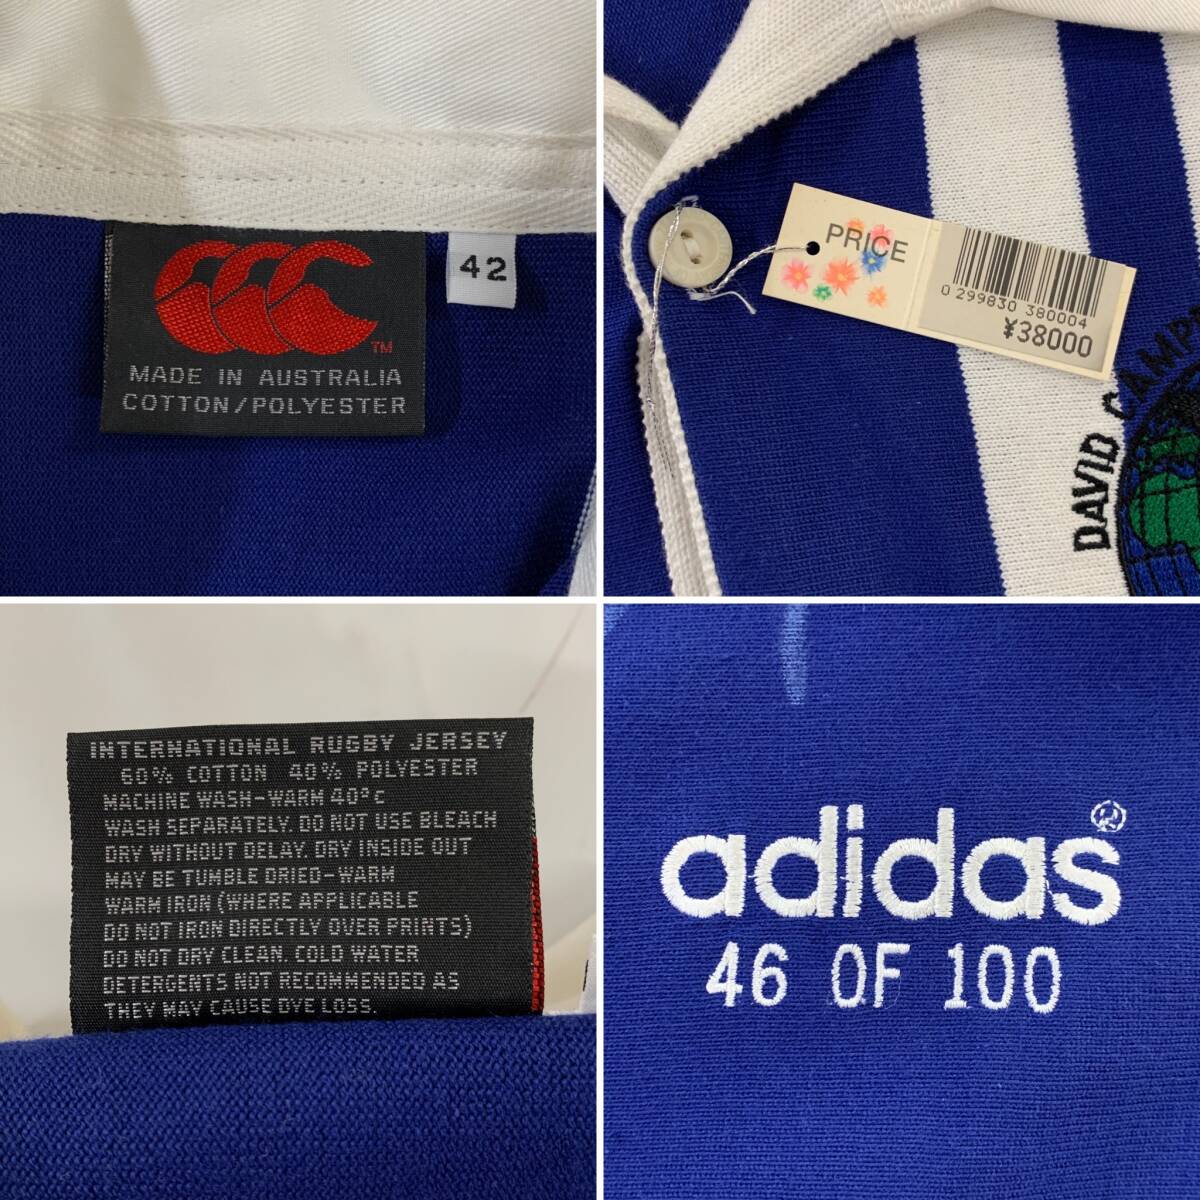 42
TM
MADE IN AUSTRALIA
COTTON/POLYESTER
PRICE
0 299830 380004
¥38000
DAVID CAMP
INTERNATIONAL RUGBY JERSEY
60% COTTON 40% POLYESTER
MACHINE WASH-WARM 40°C
WASH SEPARATELY. DO NOT USE BLEACH
DRY WITHOUT DELAY. DRY INSIDE OUT
MAY BE TUMBLE DRIED-WARM
WARM IRON (WHERE APPLICABLE
DO NOT IRON DIRECTLY OVER PRINTS)
DO NOT DRY CLEAN. COLD WATER
DETERGENTS NOT RECOMMENDED AS
THEY MAY CAUSE DYE LOSS.
adidas®
46 OF 100